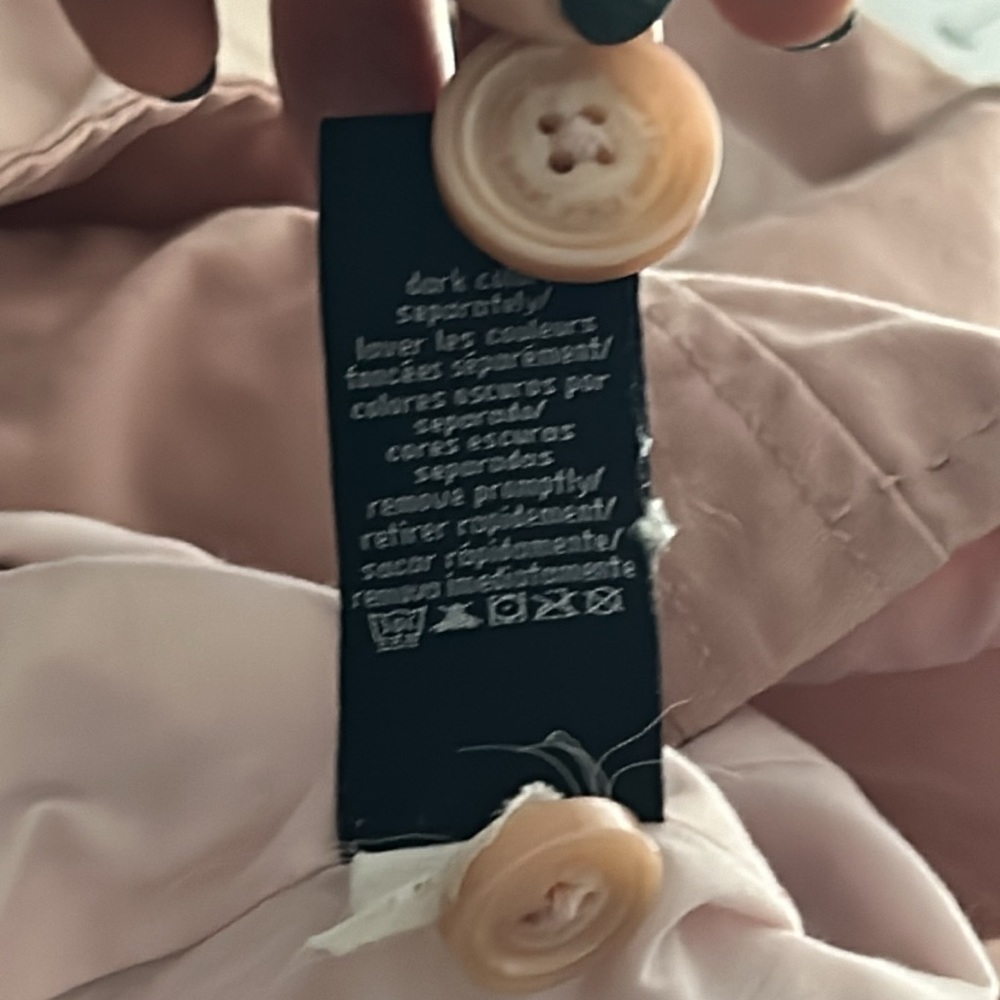 dark
separately/
laver les couleurs
foncées séparément/
colores oscuros por
separado/
cores escuras
separadas
remove promptly/
retirer rapidement/
sacar rápidamente/
remova imediatamente